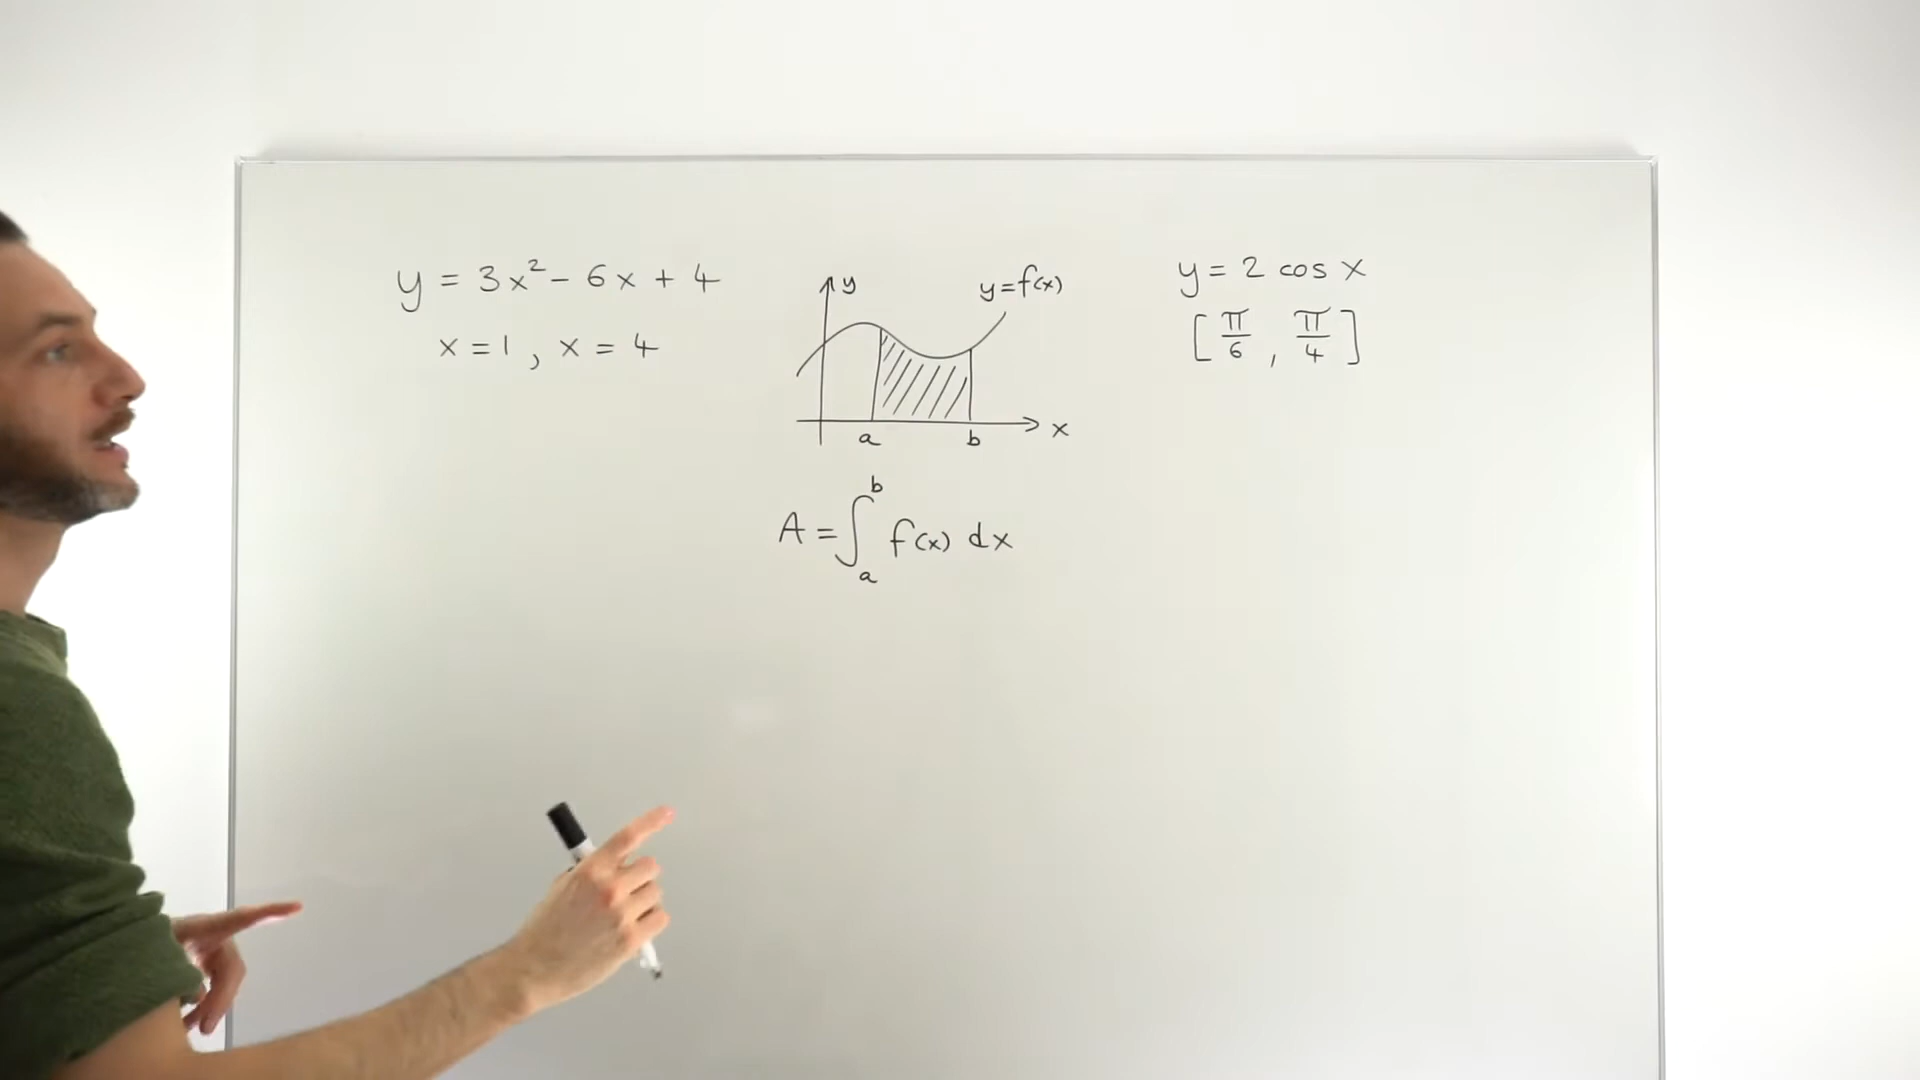 y = 3x² - 6x + 4
x = 1, x = 4
y
y=f(x)
x
a
b
A = ∫ₐᵇ f(x) dx
y = 2 cos x
[π/6, π/4]